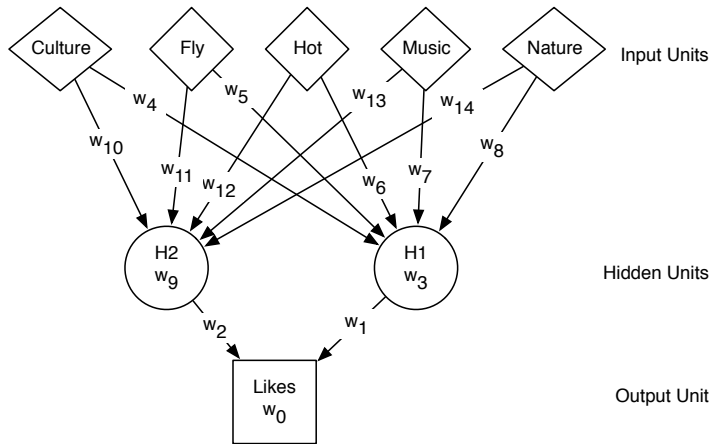 Culture Fly Hot Music Nature Input Units
w4 w5 w13 w14
w10 w8
w11 w12 w6 w7
H2 H1
w9 w3 Hidden Units
w2 w1
Likes Output Unit
w0